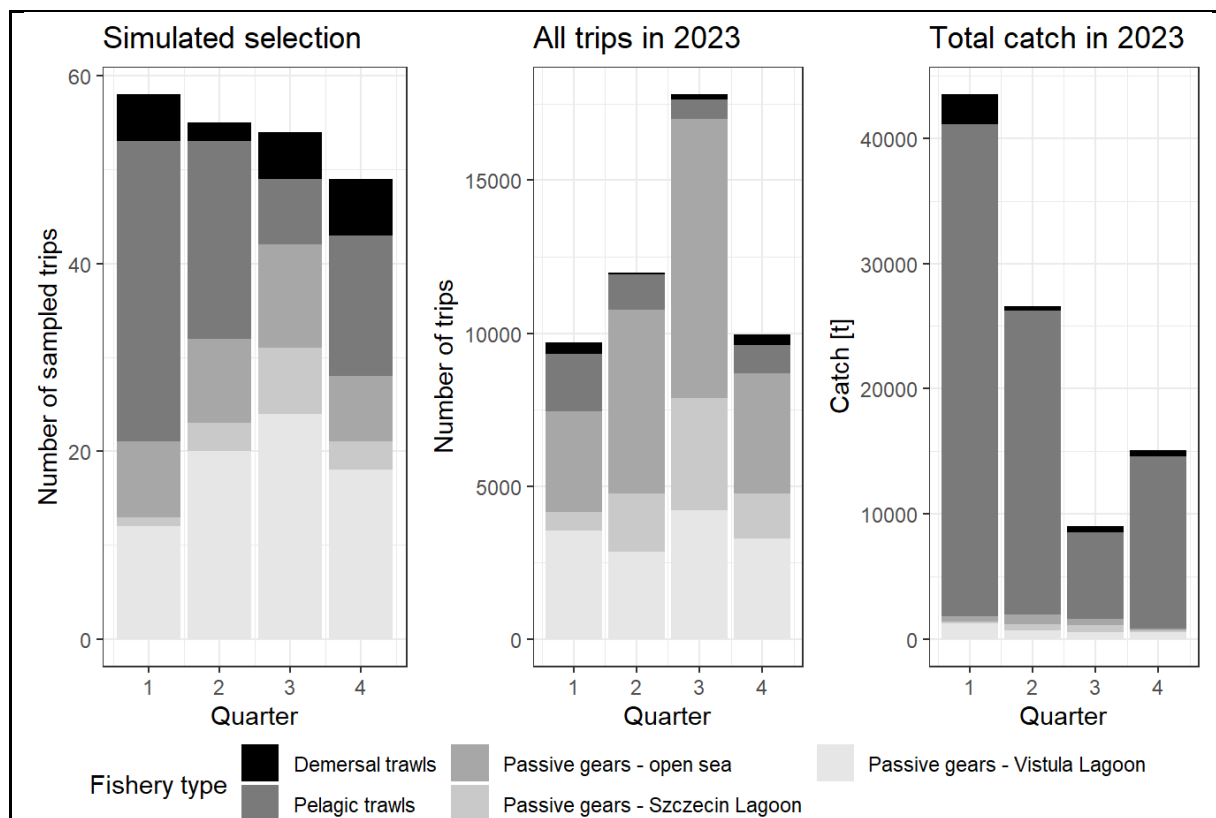 Simulated selection
All trips in 2023
Total catch in 2023
Number of sampled trips
60
40
20
0
1 2 3 4
Quarter
Number of trips
15000
10000
5000
0
1 2 3 4
Quarter
Catch [t]
40000
30000
20000
10000
0
1 2 3 4
Quarter
Fishery type
Demersal trawls
Pelagic trawls
Passive gears - open sea
Passive gears - Szczecin Lagoon
Passive gears - Vistula Lagoon